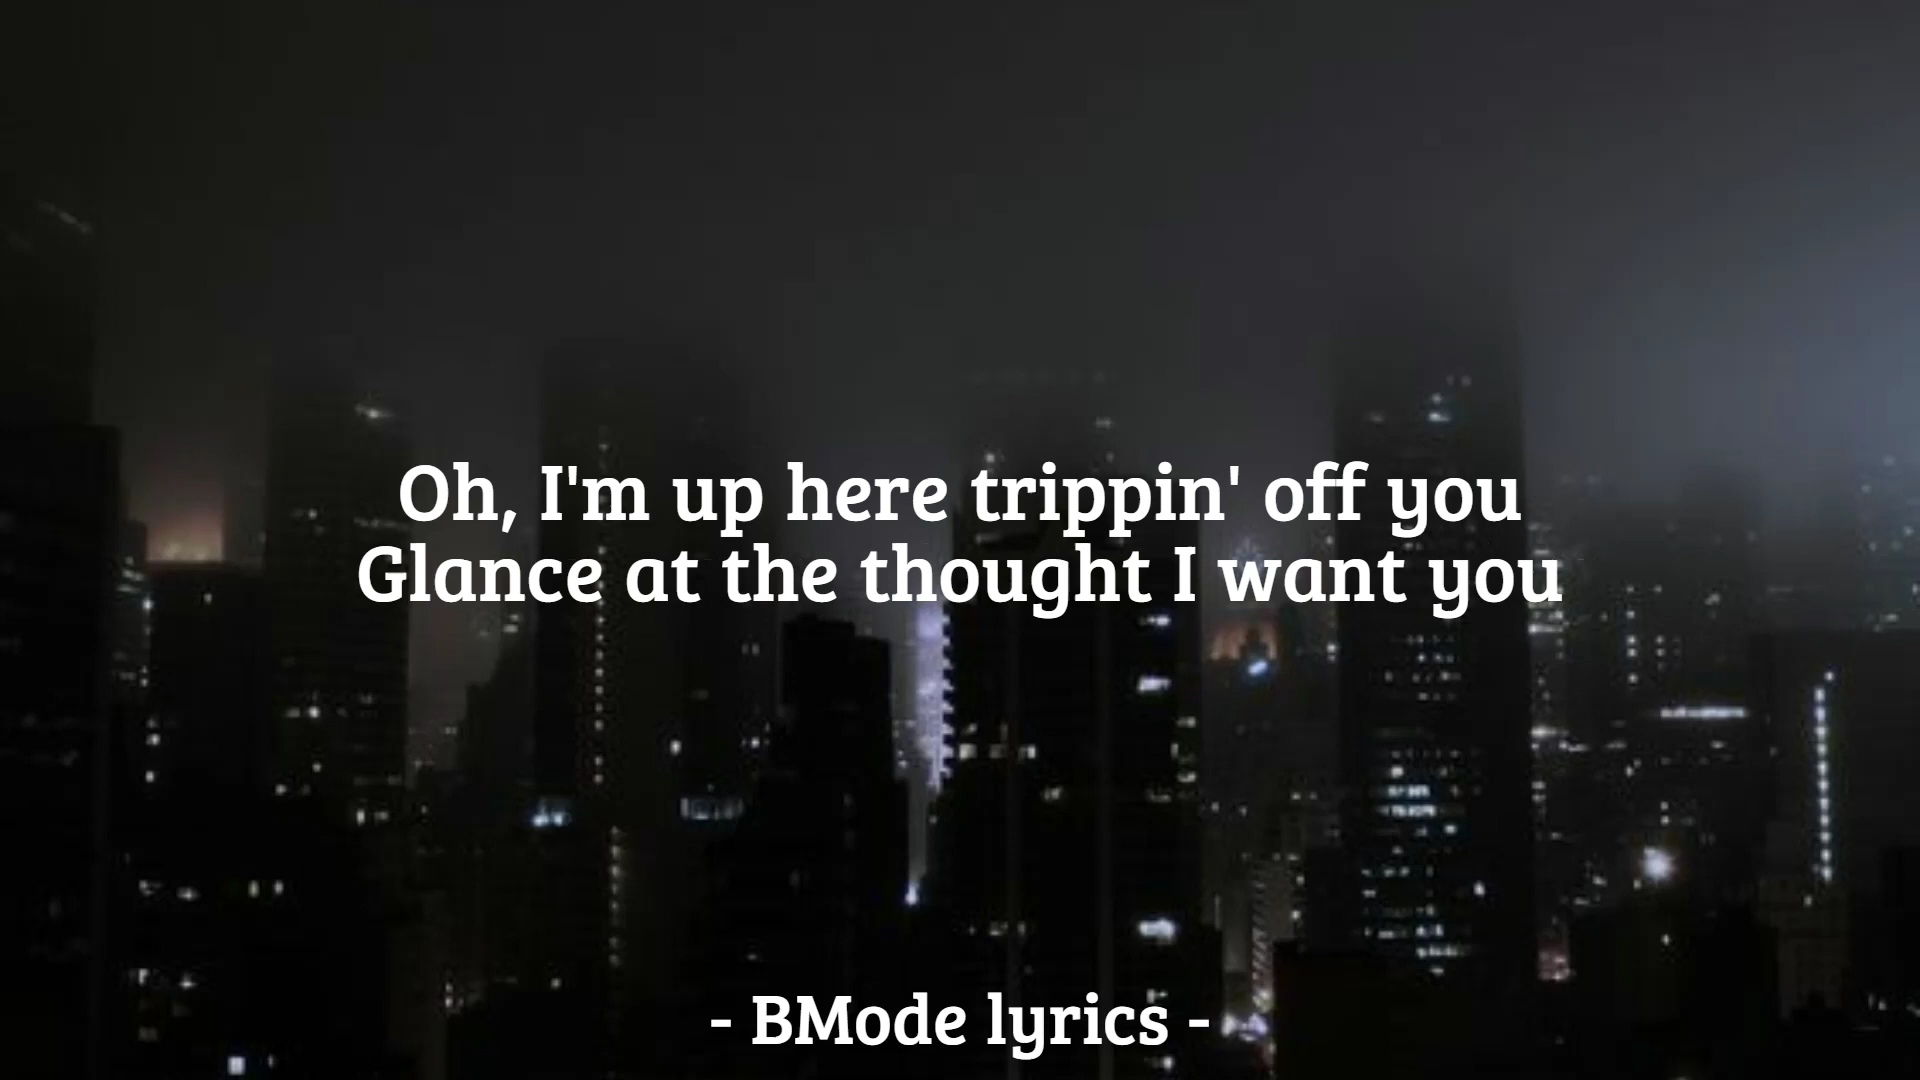 Oh, I'm up here trippin' off you
Glance at the thought I want you
- BMode lyrics -